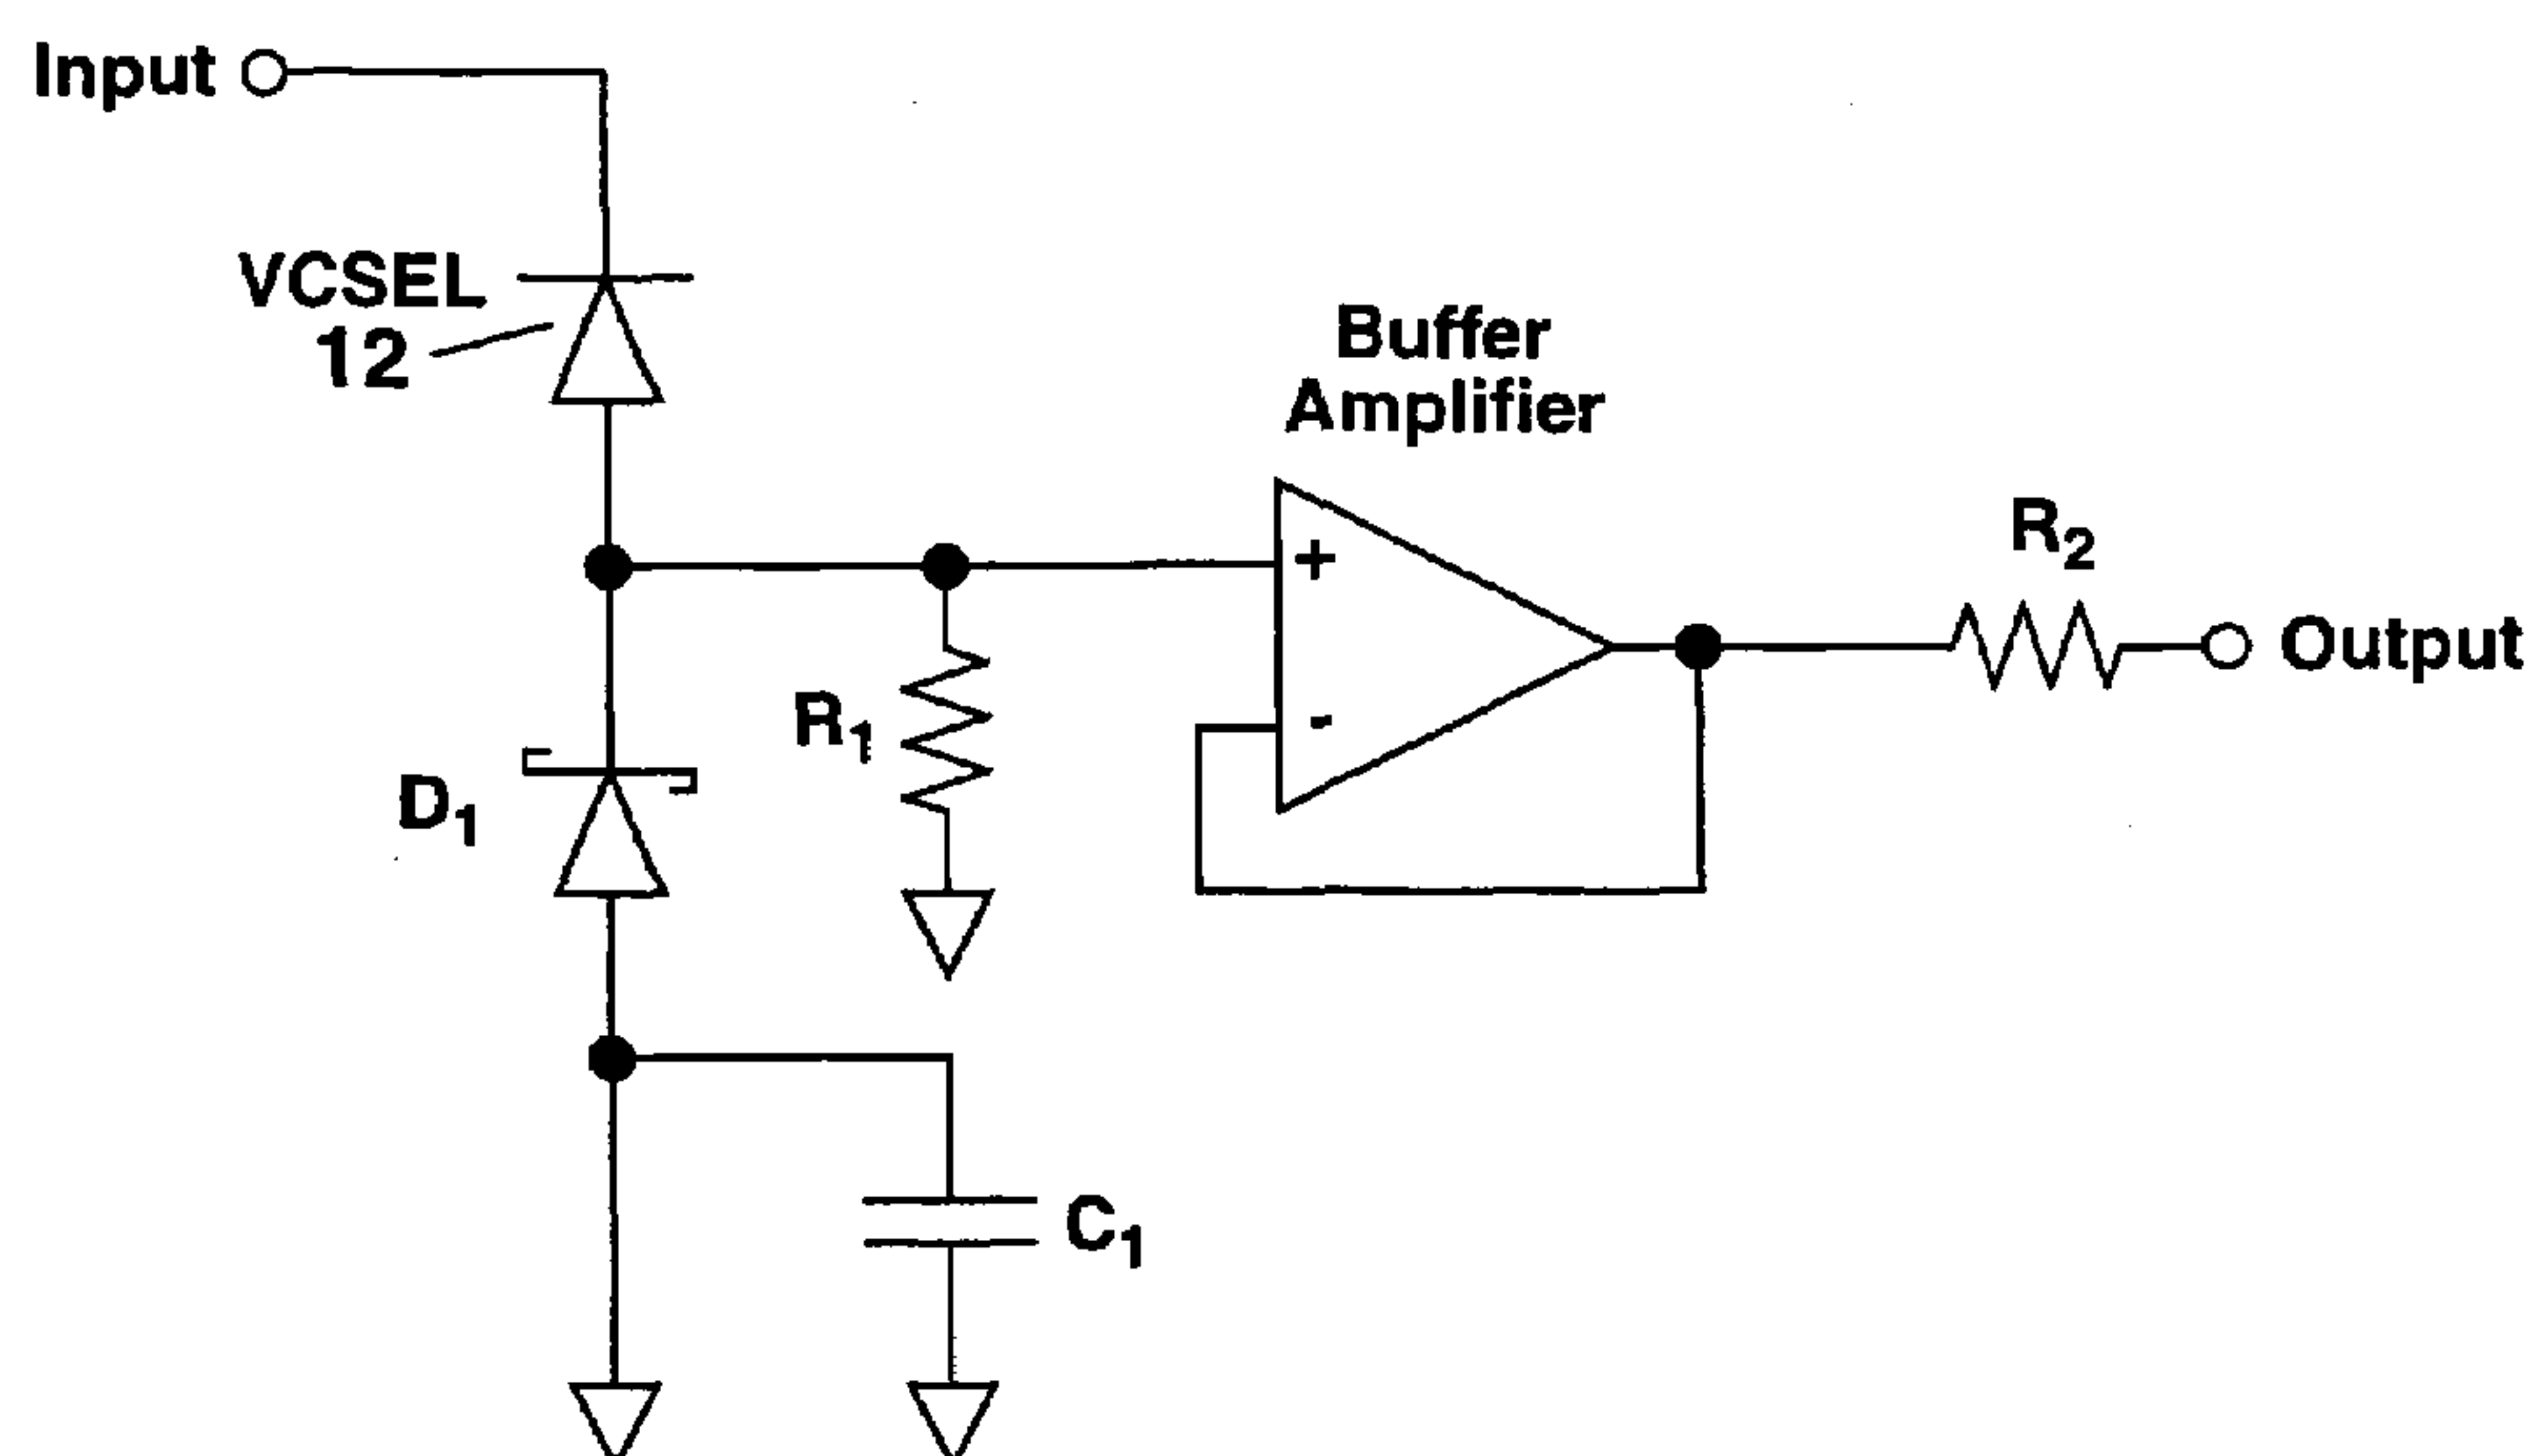 Input
VCSEL
12
Buffer
Amplifier
+
-
R2
Output
R1
D1
C1